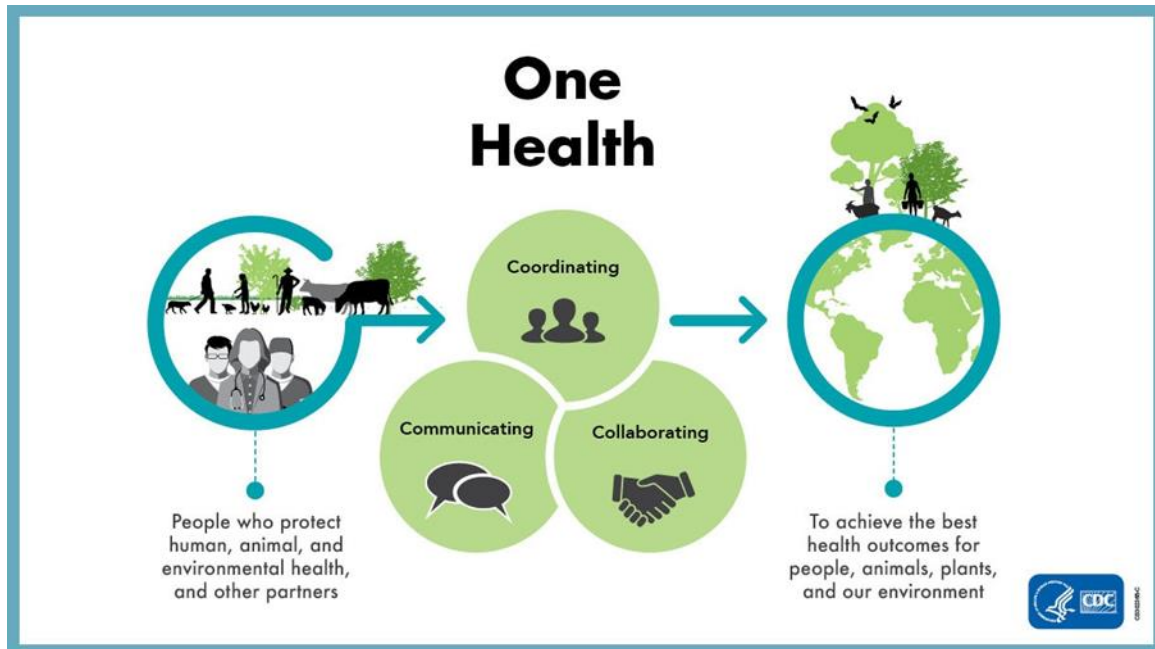 One
Health
Coordinating
Communicating
Collaborating
People who protect
human, animal, and
environmental health,
and other partners
To achieve the best
health outcomes for
people, animals, plants,
and our environment
CDC